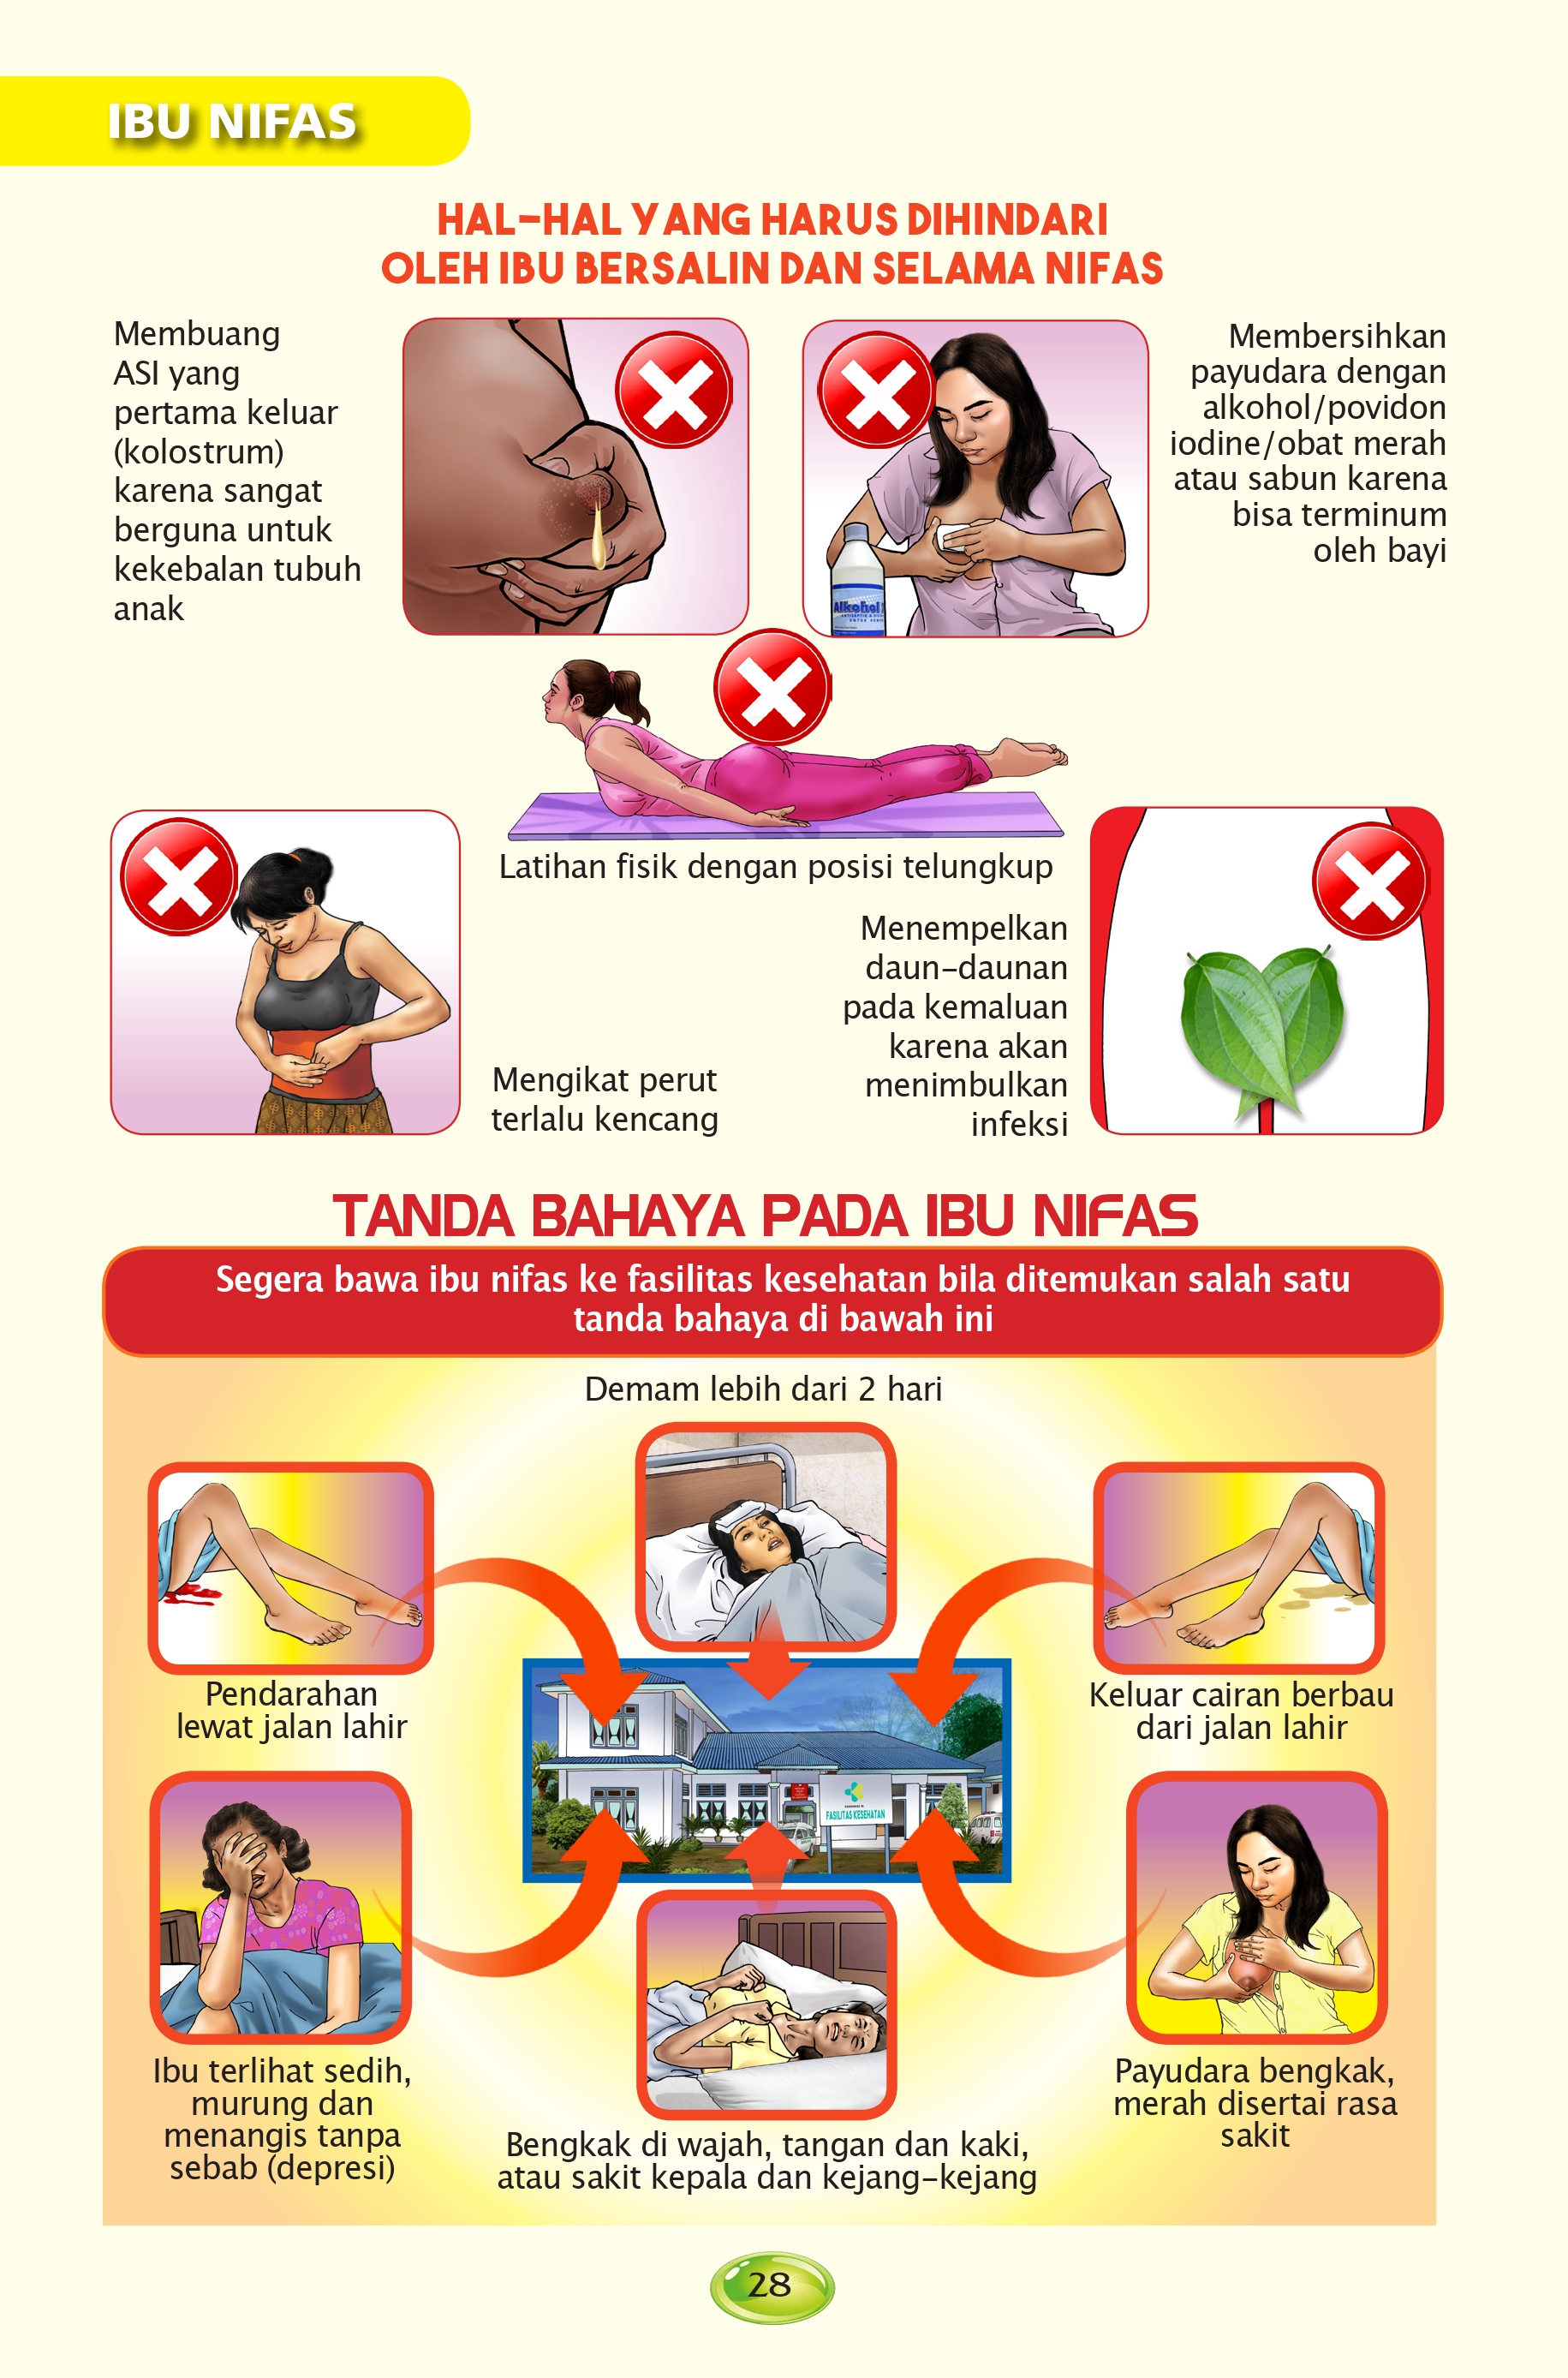 IBU NIFAS
HAL-HAL YANG HARUS DIHINDARI
OLEH IBU BERSALIN DAN SELAMA NIFAS
Membuang
ASI yang
pertama keluar
(kolostrum)
karena sangat
berguna untuk
kekebalan tubuh
anak
Membersihkan
payudara dengan
alkohol/povidon
iodine/obat merah
atau sabun karena
bisa terminum
oleh bayi
Alkohol
Latihan fisik dengan posisi telungkup
Mengikat perut
terlalu kencang
Menempelkan
daun-daunan
pada kemaluan
karena akan
menimbulkan
infeksi
TANDA BAHAYA PADA IBU NIFAS
Segera bawa ibu nifas ke fasilitas kesehatan bila ditemukan salah satu
tanda bahaya di bawah ini
Demam lebih dari 2 hari
Pendarahan
lewat jalan lahir
Keluar cairan berbau
dari jalan lahir
FASILITAS KESEHATAN
Ibu terlihat sedih,
murung dan
menangis tanpa
sebab (depresi)
Bengkak di wajah, tangan dan kaki,
atau sakit kepala dan kejang-kejang
Payudara bengkak,
merah disertai rasa
sakit
28